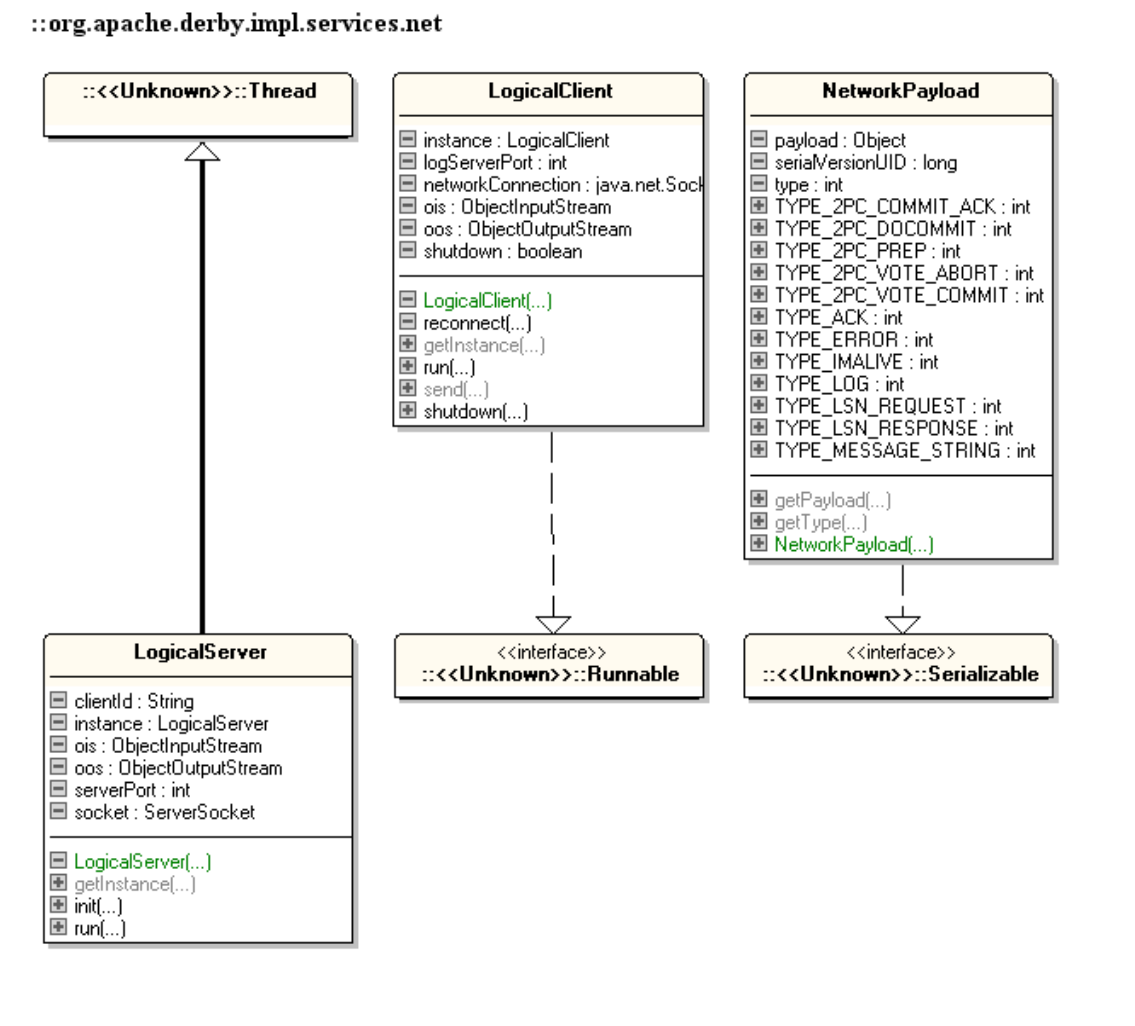 ::org.apache.derby.impl.services.net
::<<Unknown>>::Thread
LogicalClient
instance : LogicalClient
logServerPort : int
networkConnection : java.net.Sock
ois : ObjectInputStream
oos : ObjectOutputStream
shutdown : boolean
LogicalClient(...)
reconnect(...)
getInstance(...)
run(...)
send(...)
shutdown(...)
NetworkPayload
payload : Object
serialVersionUID : long
type : int
TYPE_2PC_COMMIT_ACK : int
TYPE_2PC_DOCOMMIT : int
TYPE_2PC_PREP : int
TYPE_2PC_VOTE_ABORT : int
TYPE_2PC_VOTE_COMMIT : int
TYPE_ACK : int
TYPE_ERROR : int
TYPE_IMALIVE : int
TYPE_LOG : int
TYPE_LSN_REQUEST : int
TYPE_LSN_RESPONSE : int
TYPE_MESSAGE_STRING : int
getPayload(...)
getType(...)
NetworkPayload(...)
LogicalServer
clientId : String
instance : LogicalServer
ois : ObjectInputStream
oos : ObjectOutputStream
serverPort : int
socket : ServerSocket
LogicalServer(...)
getInstance(...)
init(...)
run(...)
<<interface>>
::<<Unknown>>::Runnable
<<interface>>
::<<Unknown>>::Serializable